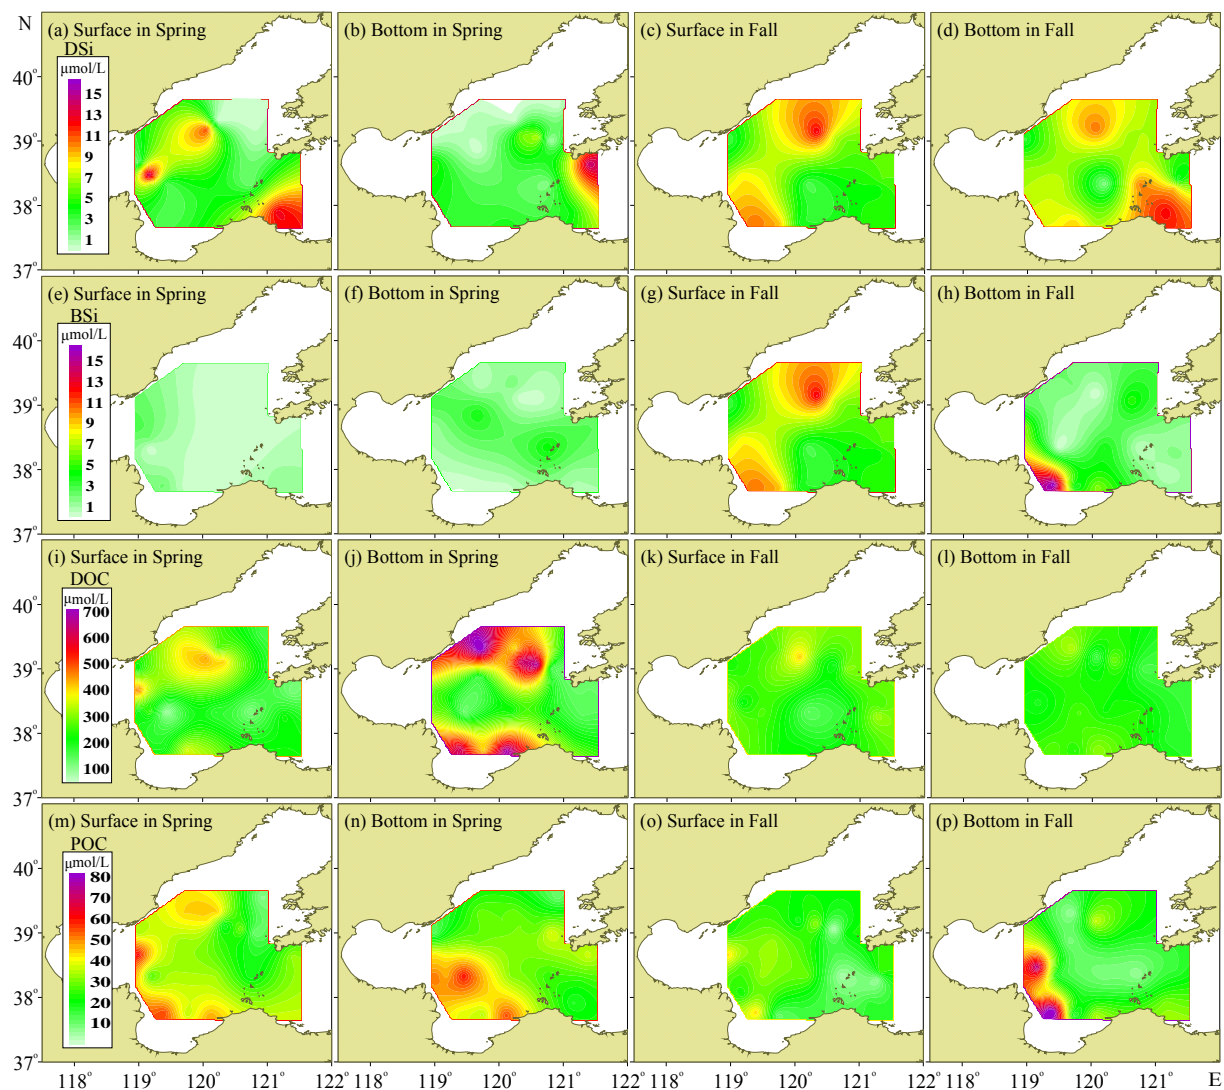 N
(a) Surface in Spring
(b) Bottom in Spring
(c) Surface in Fall
(d) Bottom in Fall
DSi
μmol/L
15
13
11
9
7
5
3
1
40°
39°
38°
37°
(e) Surface in Spring
(f) Bottom in Spring
(g) Surface in Fall
(h) Bottom in Fall
BSi
μmol/L
15
13
11
9
7
5
3
1
40°
39°
38°
37°
(i) Surface in Spring
(j) Bottom in Spring
(k) Surface in Fall
(l) Bottom in Fall
DOC
μmol/L
700
600
500
400
300
200
100
40°
39°
38°
37°
(m) Surface in Spring
(n) Bottom in Spring
(o) Surface in Fall
(p) Bottom in Fall
POC
μmol/L
80
70
60
50
40
30
20
10
40°
39°
38°
37°
118° 119° 120° 121° 122 118° 119° 120° 121° 122 118° 119° 120° 121° 122 118° 119° 120° 121° E